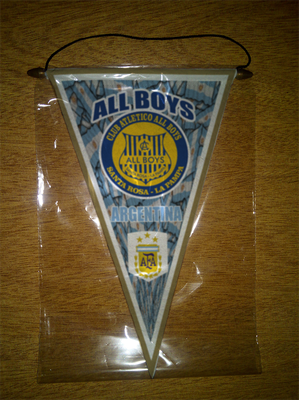 ALL BOYS
CLUB ATLETICO ALL BOYS
ALL BOYS
SANTA ROSA - LA PAMPA
ARGENTINA
AFA